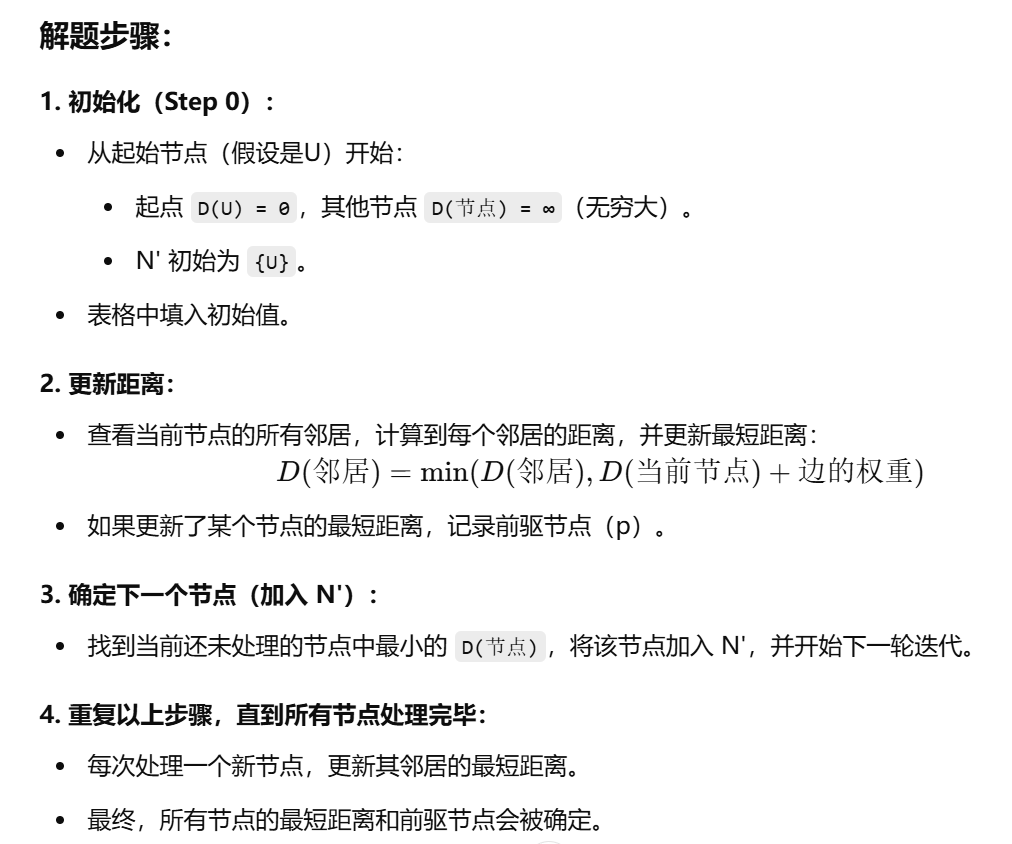 解题步骤：
1. 初始化（Step 0）：
• 从起始节点（假设是U）开始：
• 起点 D(U) = 0，其他节点 D(节点) = ∞（无穷大）。
• N' 初始为 {U}。
• 表格中填入初始值。
2. 更新距离：
• 查看当前节点的所有邻居，计算到每个邻居的距离，并更新最短距离：
D(邻居) = min(D(邻居), D(当前节点) + 边的权重)
• 如果更新了某个节点的最短距离，记录前驱节点（p）。
3. 确定下一个节点（加入 N'）：
• 找到当前还未处理的节点中最小的 D(节点)，将该节点加入 N'，并开始下一轮迭代。
4. 重复以上步骤，直到所有节点处理完毕：
• 每次处理一个新节点，更新其邻居的最短距离。
• 最终，所有节点的最短距离和前驱节点会被确定。